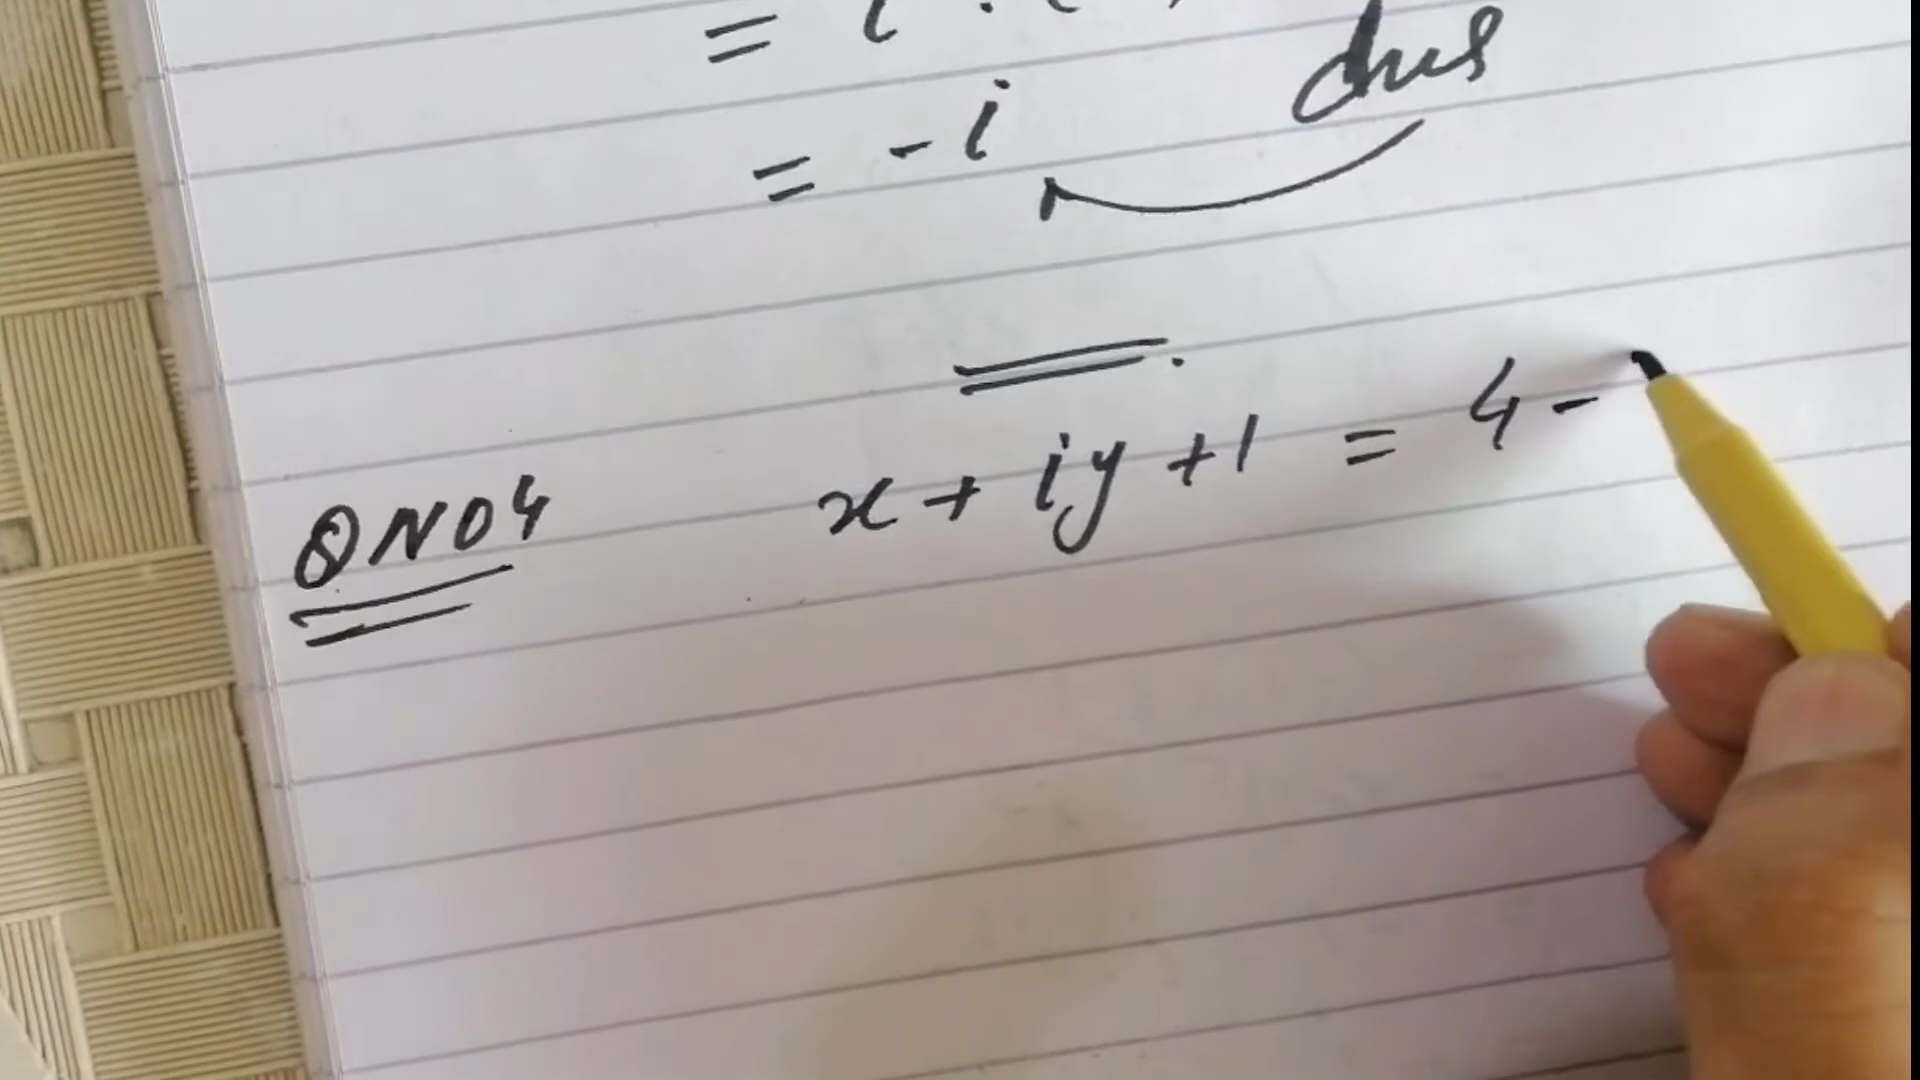 = -i
Ans
QNO4 x + iy +1 = 4 -